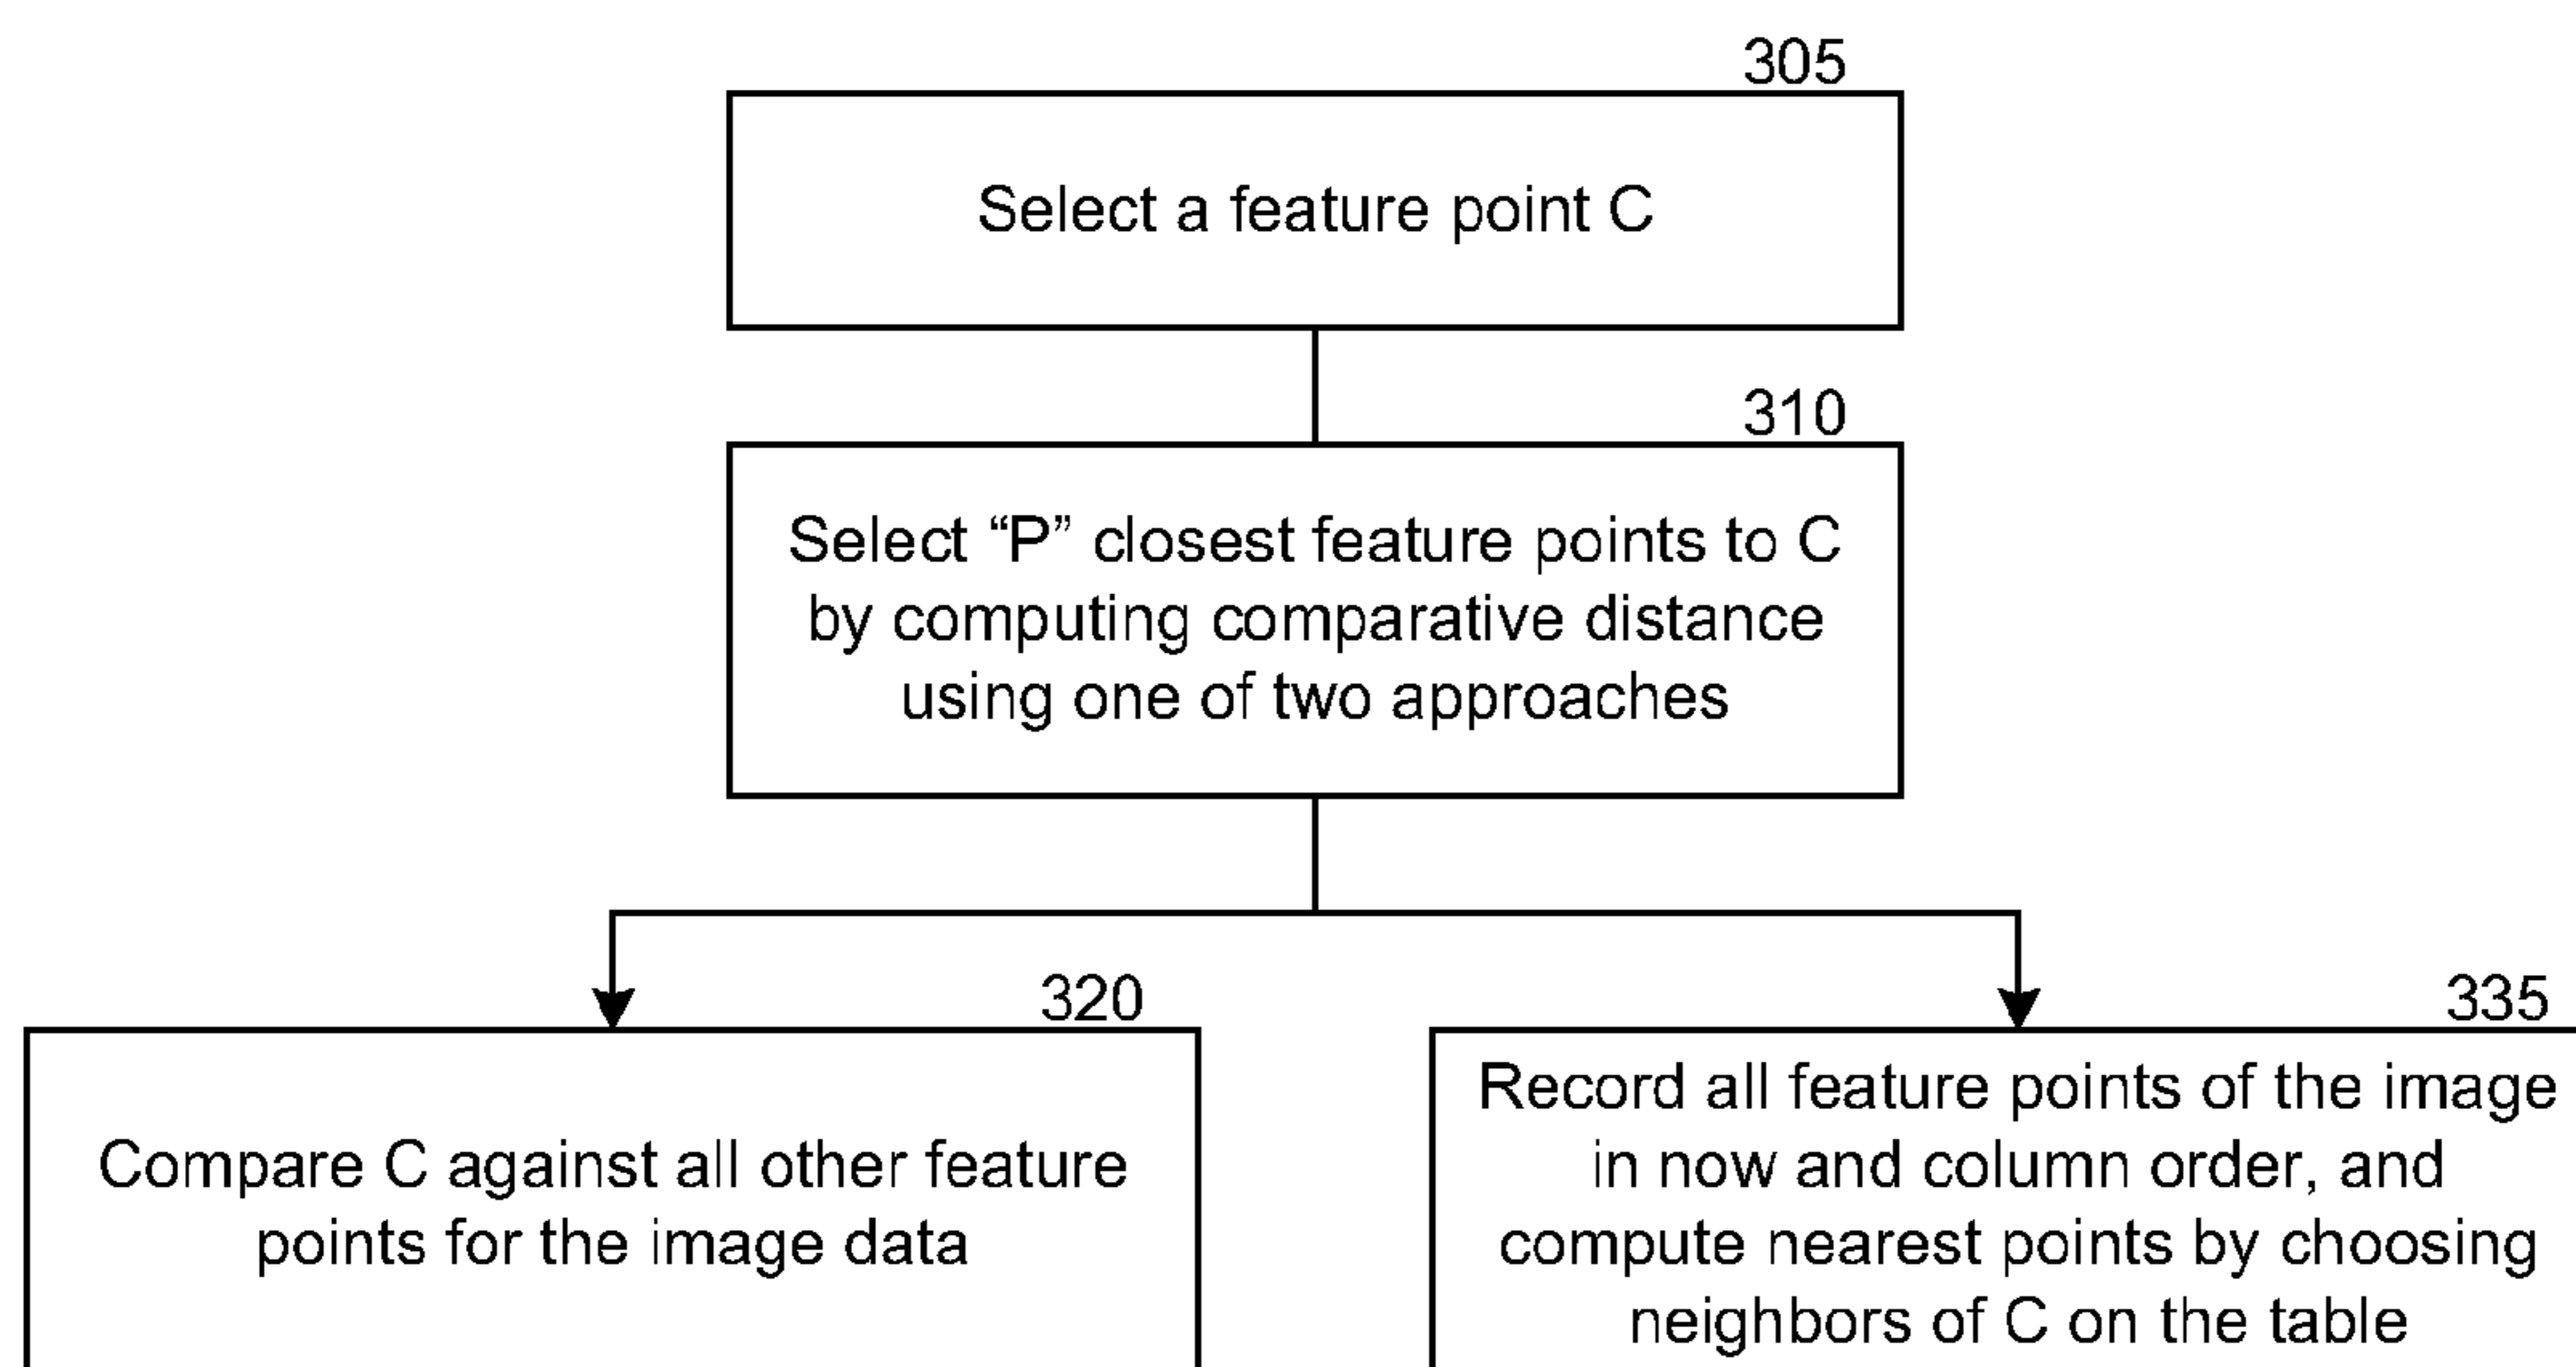 305
Select a feature point C
310
Select “P” closest feature points to C
by computing comparative distance
using one of two approaches
320
Compare C against all other feature
points for the image data
335
Record all feature points of the image
in now and column order, and
compute nearest points by choosing
neighbors of C on the table